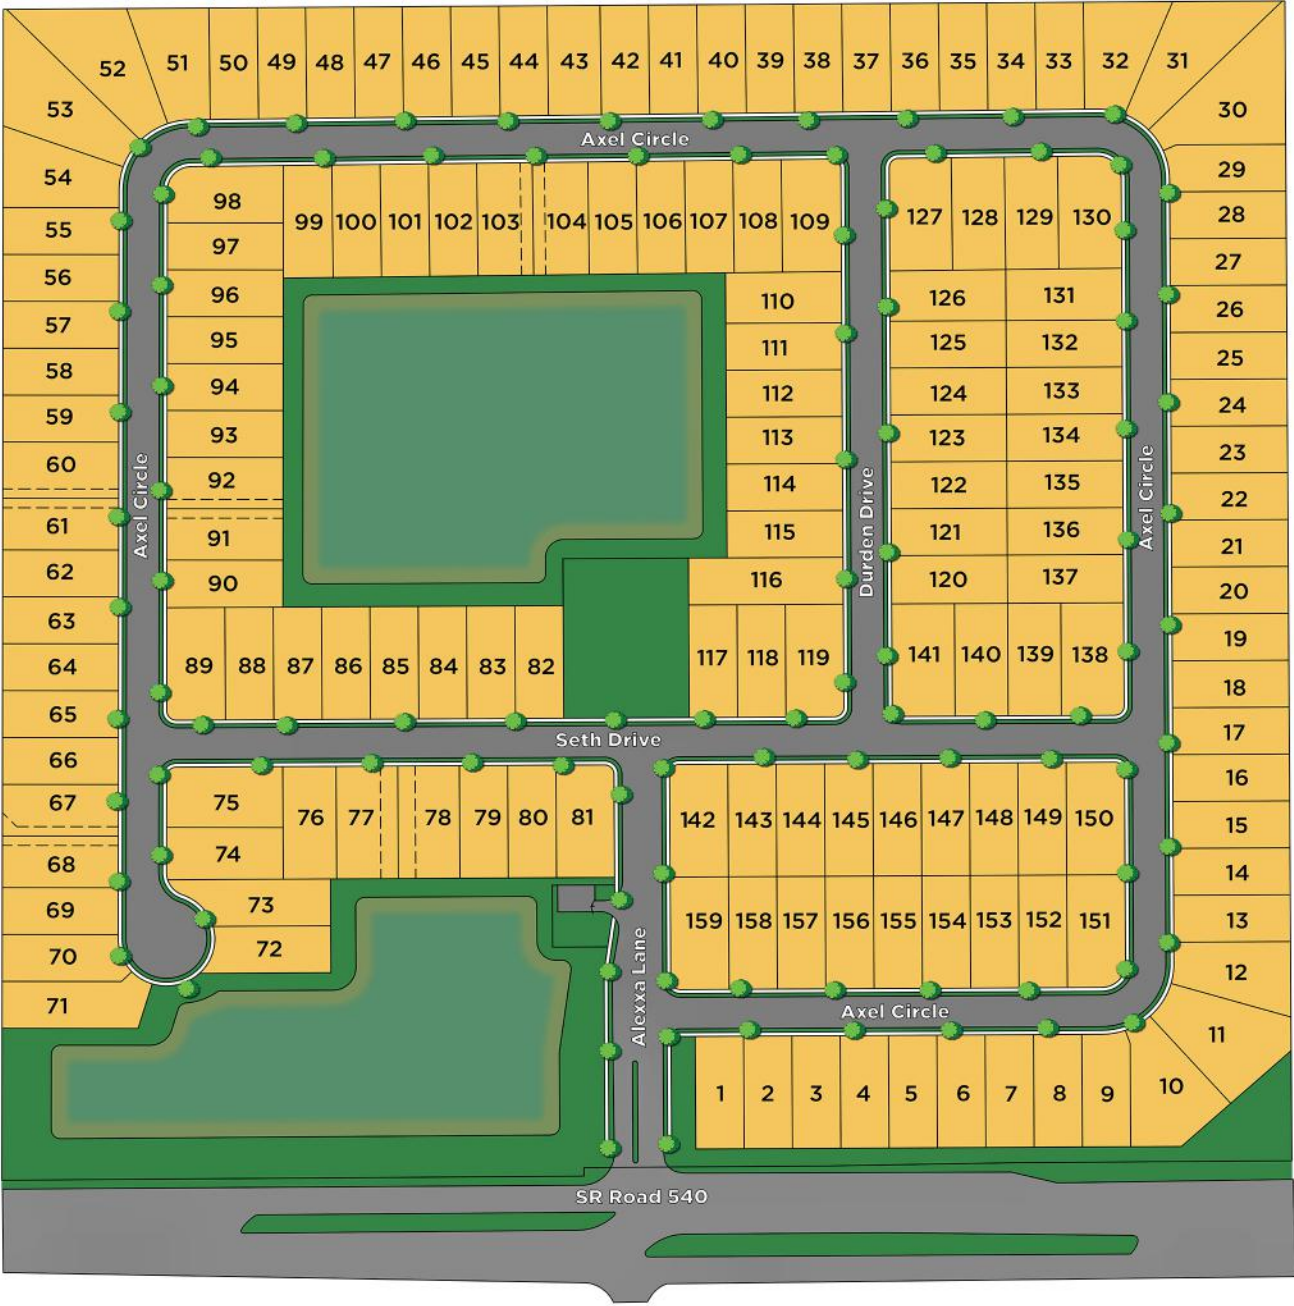 52 51 50 49 48 47 46 45 44 43 42 41 40 39 38 37 36 35 34 33 32 31
53 30
Axel Circle
54 29
98 99 100 101 102 103 104 105 106 107 108 109 127 128 129 130 28
55
97 27
56
96 110 126 131 26
57
95 111 125 132 25
58
94 112 124 133 24
59
93 113 123 134 23
60
92 114 122 135 22
Axel Circle
Durden Drive
Axel Circle
61
91 115 121 136 21
62
90 116 120 137 20
63 19
64
89 88 87 86 85 84 83 82 117 118 119 141 140 139 138 18
65 17
Seth Drive
66 16
67
75 76 77 78 79 80 81 142 143 144 145 146 147 148 149 150 15
74
68 14
69
73 159 158 157 156 155 154 153 152 151 13
70
72 12
Alexxa Lane
71
Axel Circle
11
1 2 3 4 5 6 7 8 9 10
SR Road 540